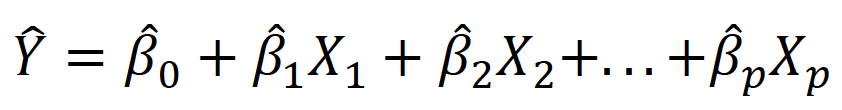 Ŷ = β̂₀ + β̂₁X₁ + β̂₂X₂+...+β̂ₚXₚ